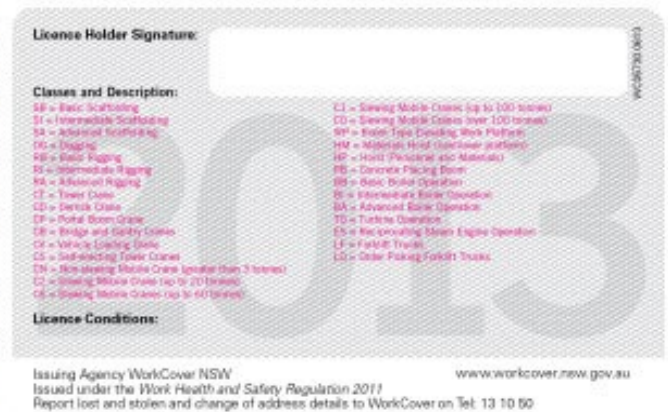 Licence Holder Signature:
WC05730 0613
Classes and Description:
SB = Basic Scaffolding
SI = Intermediate Scaffolding
SA = Advanced Scaffolding
DG = Dogging
RB = Basic Rigging
RI = Intermediate Rigging
RA = Advanced Rigging
CT = Tower Crane
CD = Derrick Crane
CP = Portal Boom Crane
CB = Bridge and Gantry Cranes
CV = Vehicle Loading Crane
CS = Self-erecting Tower Cranes
CN = Non-slewing Mobile Crane (greater than 3 tonnes)
C2 = Slewing Mobile Crane (up to 20 tonnes)
C6 = Slewing Mobile Cranes (up to 60 tonnes)
C1 = Slewing Mobile Cranes (up to 100 tonnes)
C0 = Slewing Mobile Cranes (over 100 tonnes)
WP = Boom Type Elevating Work Platform
HM = Materials Hoist (cantilever platform)
HP = Hoist (Personnel and Materials)
PB = Concrete Placing Boom
BB = Basic Boiler Operation
BI = Intermediate Boiler Operation
BA = Advanced Boiler Operation
TO = Turbine Operation
ES = Reciprocating Steam Engine Operation
LF = Forklift Trucks
LO = Order Picking Forklift Trucks
2013
Licence Conditions:
Issuing Agency WorkCover NSW
www.workcover.nsw.gov.au
Issued under the Work Health and Safety Regulation 2011
Report lost and stolen and change of address details to WorkCover on Tel: 13 10 50